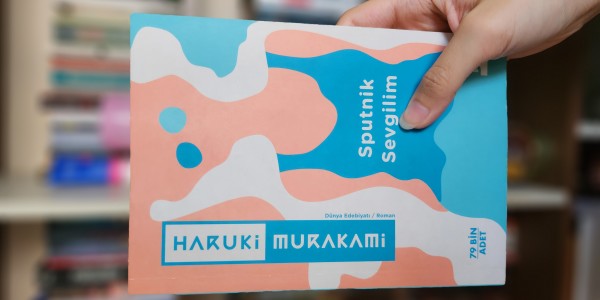 Sputnik
Sevgilim
Dünya Edebiyatı / Roman
HARUKi MURAKAMi
79 BİN
ADET